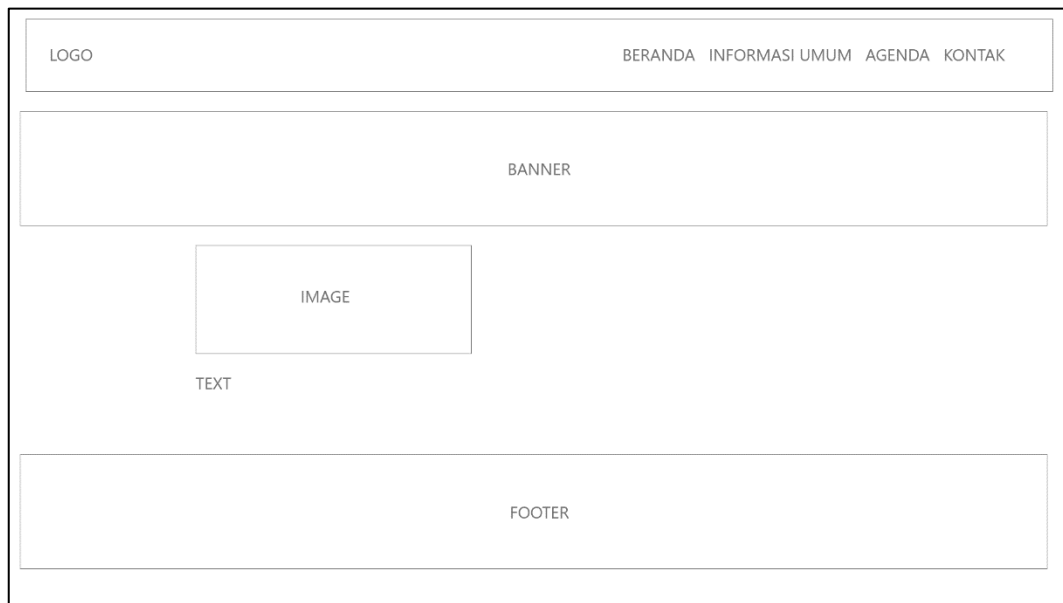 LOGO BERANDA INFORMASI UMUM AGENDA KONTAK
BANNER
IMAGE
TEXT
FOOTER